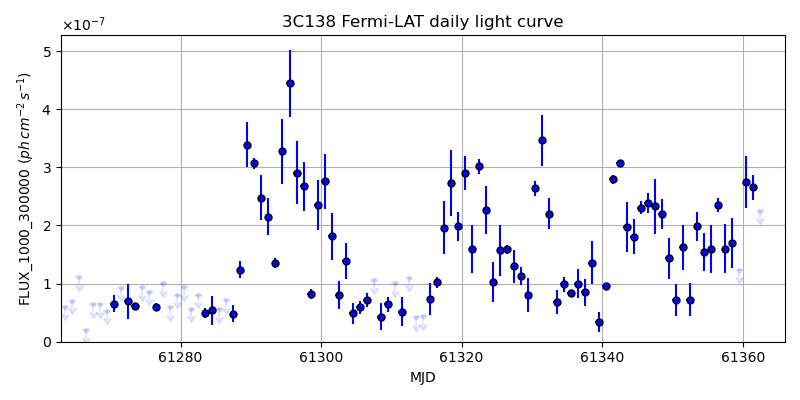 3C138 Fermi-LAT daily light curve
×10⁻⁷
5
4
3
2
1
0
FLUX_1000_300000 (ph cm⁻² s⁻¹)
61280 61300 61320 61340 61360
MJD